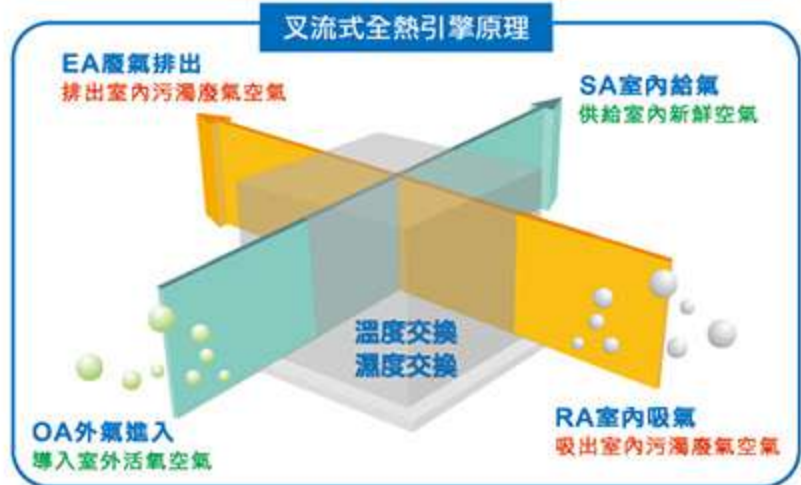 叉流式全熱引擎原理
EA廢氣排出
排出室內污濁廢氣空氣
SA室內給氣
供給室內新鮮空氣
溫度交換
濕度交換
OA外氣進入
導入室外活氧空氣
RA室內吸氣
吸出室內污濁廢氣空氣